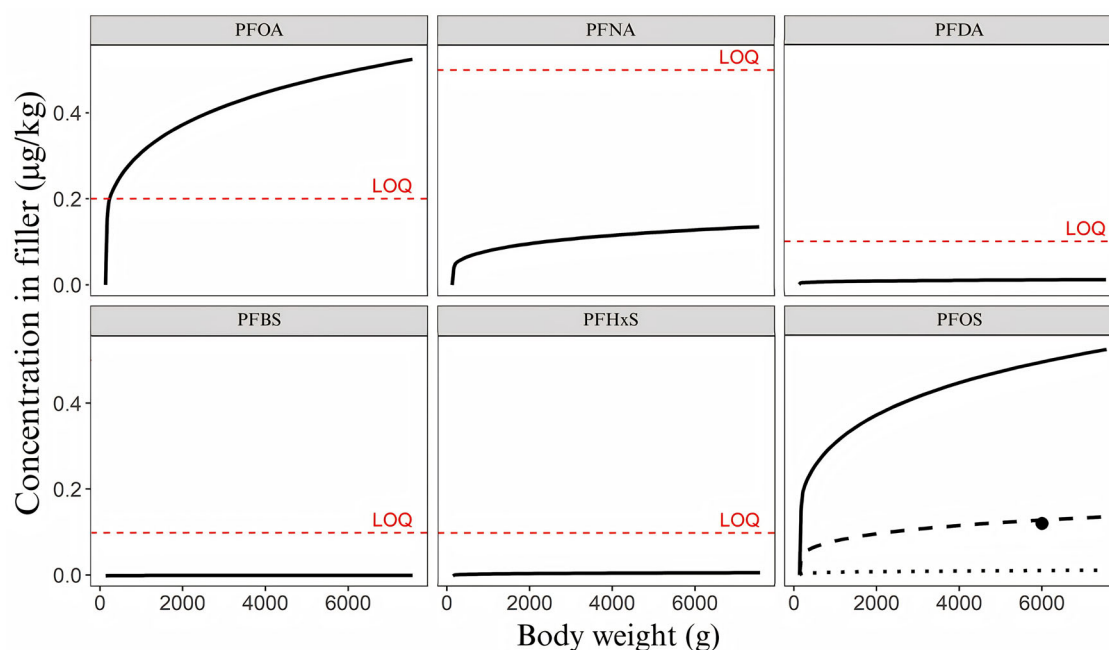 PFOA PFNA PFDA
LOQ
LOQ
LOQ
0.4
0.2
0.0
Concentration in filler (µg/kg)
PFBS PFHxS PFOS
LOQ LOQ
0.4
0.2
0.0
0 2000 4000 6000 0 2000 4000 6000 0 2000 4000 6000
Body weight (g)